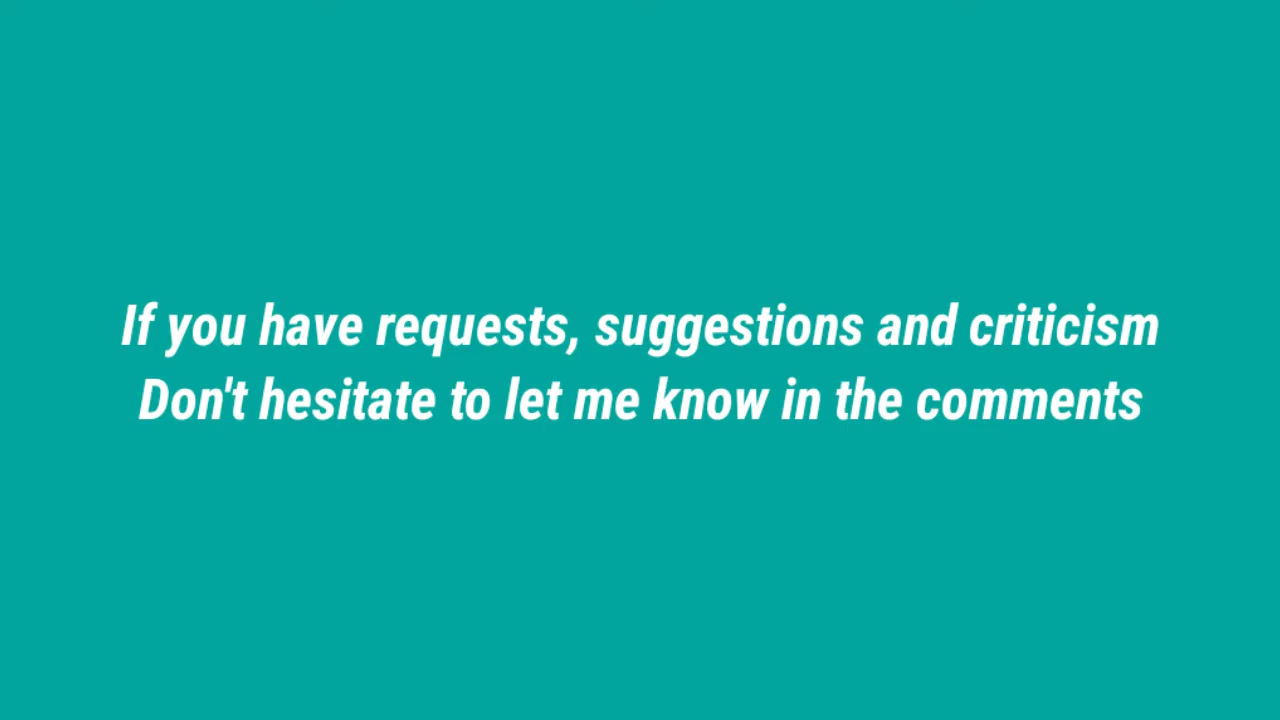 If you have requests, suggestions and criticism
Don't hesitate to let me know in the comments